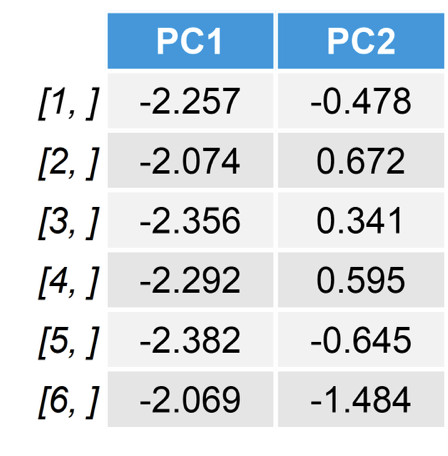 PC1 PC2
[1, ] -2.257 -0.478
[2, ] -2.074 0.672
[3, ] -2.356 0.341
[4, ] -2.292 0.595
[5, ] -2.382 -0.645
[6, ] -2.069 -1.484